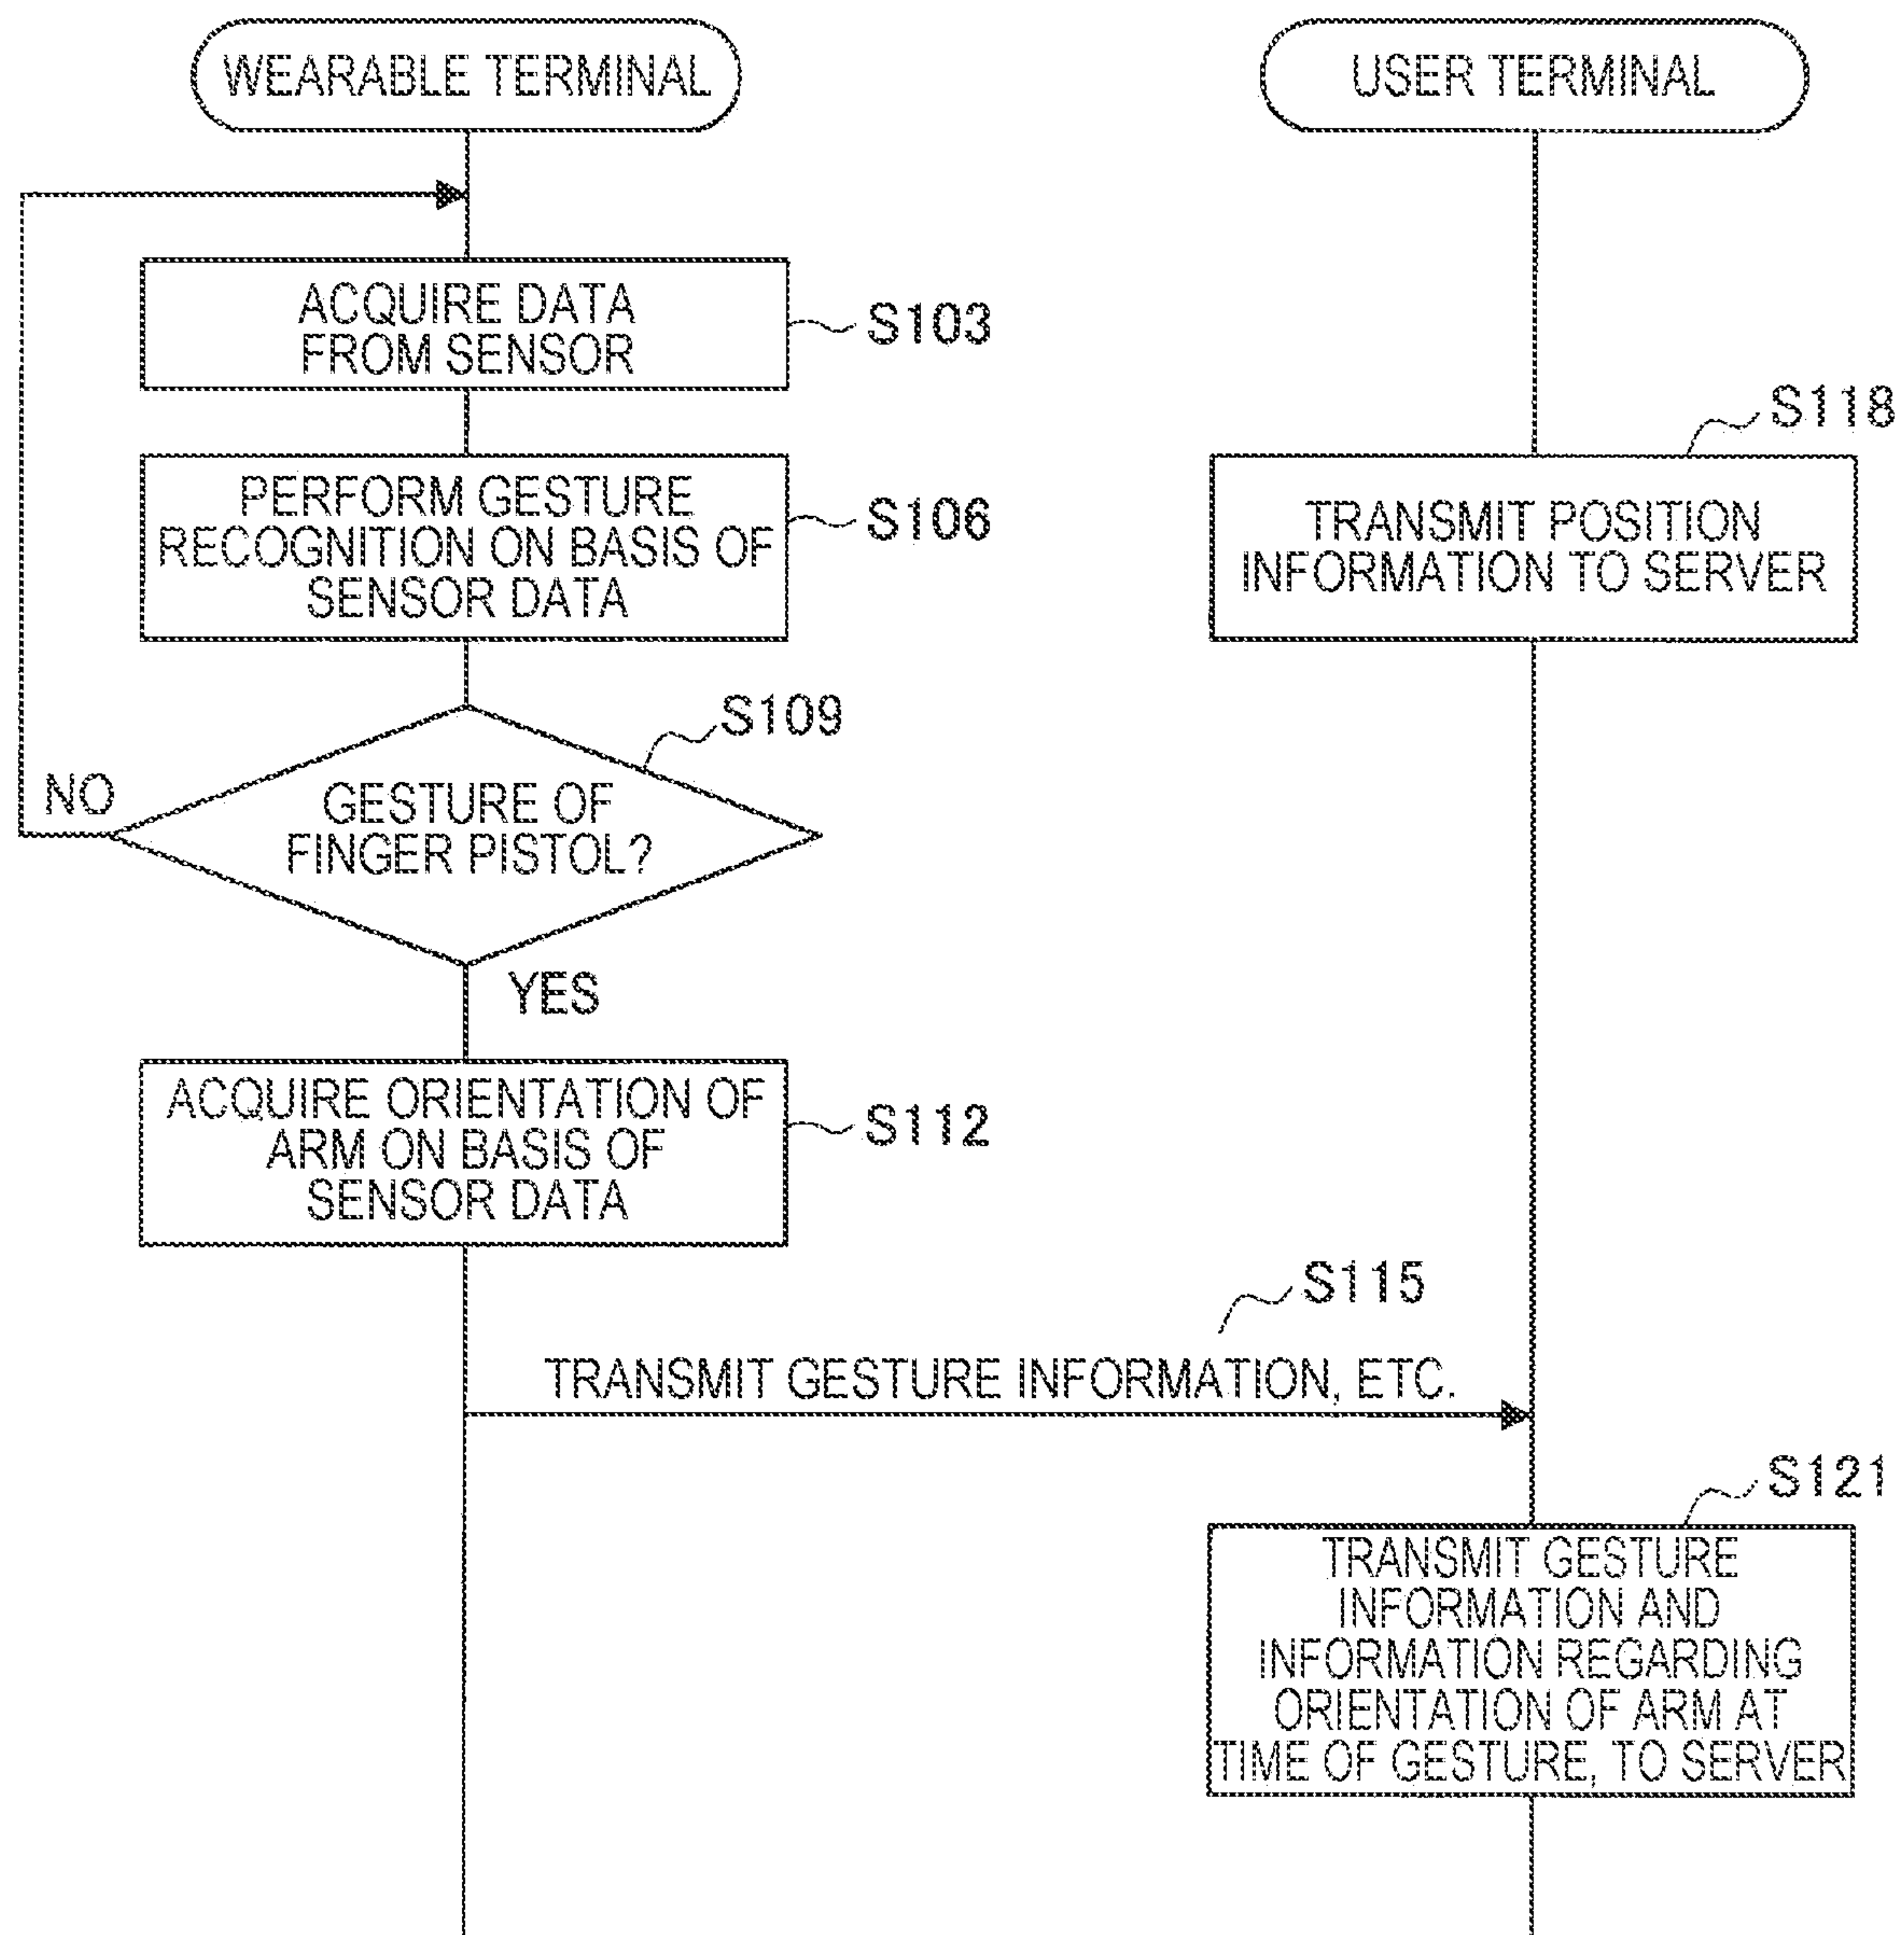 WEARABLE TERMINAL
USER TERMINAL
ACQUIRE DATA
FROM SENSOR
S103
S118
PERFORM GESTURE
RECOGNITION ON BASIS OF
SENSOR DATA
S106
TRANSMIT POSITION
INFORMATION TO SERVER
S109
NO
GESTURE OF
FINGER PISTOL?
YES
ACQUIRE ORIENTATION OF
ARM ON BASIS OF
SENSOR DATA
S112
S115
TRANSMIT GESTURE INFORMATION, ETC.
S121
TRANSMIT GESTURE
INFORMATION AND
INFORMATION REGARDING
ORIENTATION OF ARM AT
TIME OF GESTURE, TO SERVER